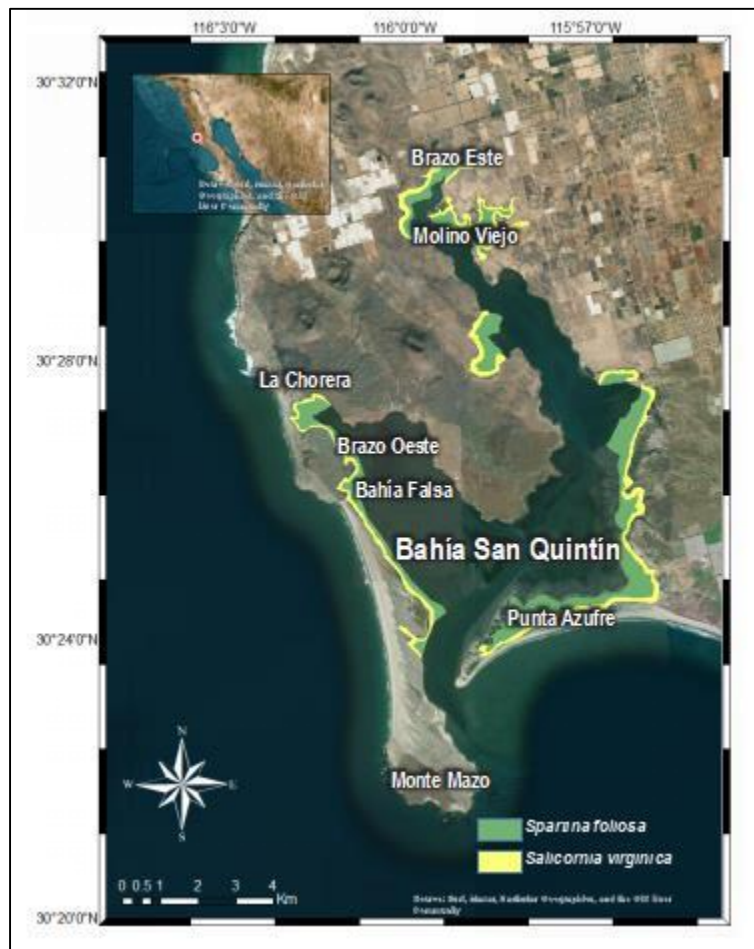 116°3'0"W
116°0'0"W
115°57'0"W
30°32'0"N
30°28'0"N
30°24'0"N
30°20'0"N
Brazo Este
Molino Viejo
La Chorera
Brazo Oeste
Bahía Falsa
Bahía San Quintín
Punta Azufre
Monte Mazo
N
W
E
S
Spartina foliosa
Salicornia virginica
0 0.5 1 2 3 4
Km